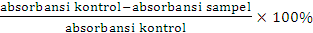 absorbansi kontrol−absorbansi sampel
absorbansi kontrol × 100%